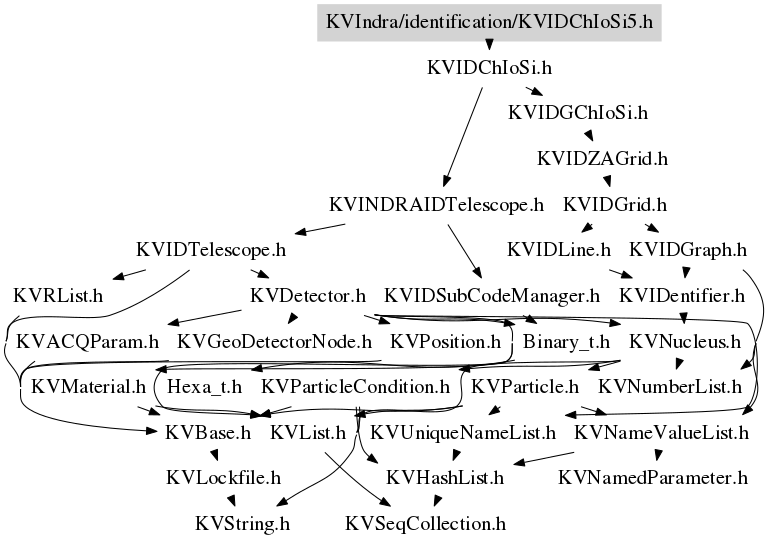 KVIndra/identification/KVIDChIoSi5.h
KVIDChIoSi.h
KVIDGChIoSi.h
KVIDZAGrid.h
KVINDRAIDTelescope.h KVIDGrid.h
KVIDTelescope.h KVIDLine.h KVIDGraph.h
KVRList.h KVDetector.h KVIDSubCodeManager.h KVIDentifier.h
KVACQParam.h KVGeoDetectorNode.h KVPosition.h Binary_t.h KVNucleus.h
KVMaterial.h Hexa_t.h KVParticleCondition.h KVParticle.h KVNumberList.h
KVBase.h KVList.h KVUniqueNameList.h KVNameValueList.h
KVLockfile.h KVHashList.h KVNamedParameter.h
KVString.h KVSeqCollection.h